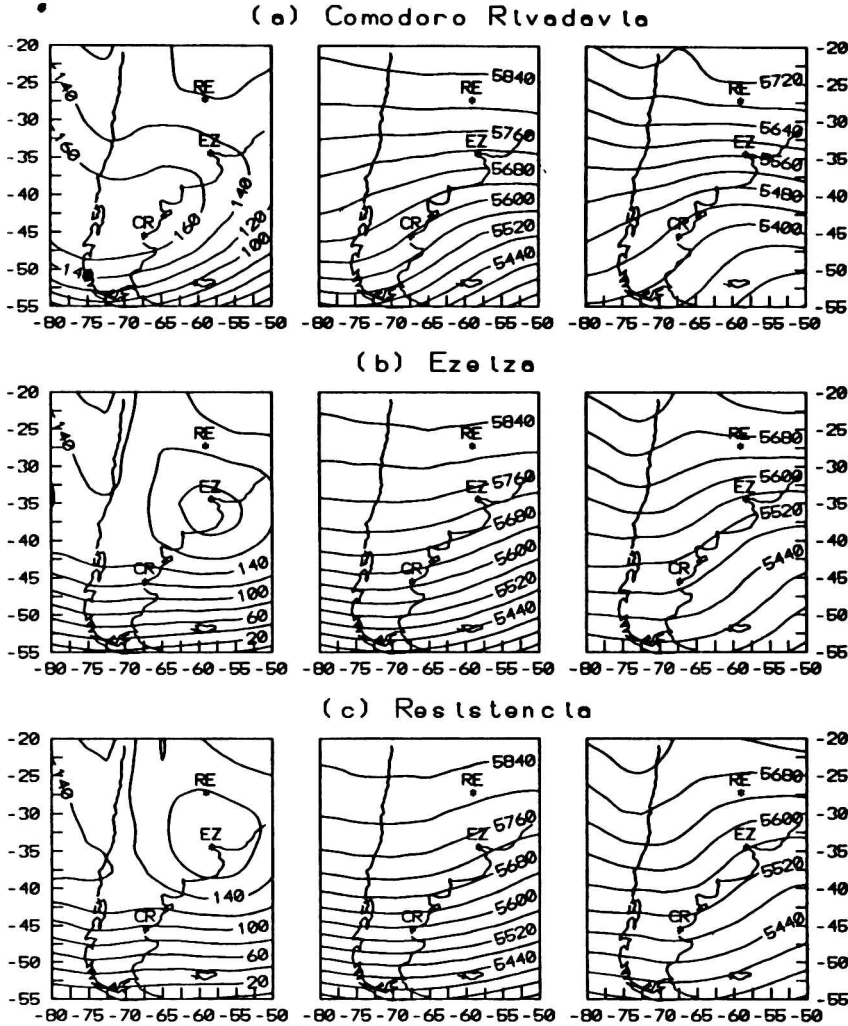 (a) Comodoro Rivadavia
-20 -25 -30 -35 -40 -45 -50 -55
140 160 RE EZ CR 140 160 120 100 140
RE 5840 5760 EZ 5680 5600 CR 5520 5440
RE 5720 5640 EZ 5560 5480 CR 5400
-20 -25 -30 -35 -40 -45 -50 -55
-80 -75 -70 -65 -60 -55 -50
-80 -75 -70 -65 -60 -55 -50
-80 -75 -70 -65 -60 -55 -50
(b) Ezeiza
-20 -25 -30 -35 -40 -45 -50 -55
140 RE EZ CR 140 100 60 20
5840 RE 5760 EZ 5680 5600 CR 5520 5440
RE 5680 5600 EZ 5520 5440 CR
-20 -25 -30 -35 -40 -45 -50 -55
-80 -75 -70 -65 -60 -55 -50
-80 -75 -70 -65 -60 -55 -50
-80 -75 -70 -65 -60 -55 -50
(c) Resistencia
-20 -25 -30 -35 -40 -45 -50 -55
140 RE EZ 140 CR 100 60 20
5840 RE 5760 EZ 5680 5600 CR 5520 5440
RE 5680 5600 EZ 5520 CR 5440
-20 -25 -30 -35 -40 -45 -50 -55
-80 -75 -70 -65 -60 -55 -50
-80 -75 -70 -65 -60 -55 -50
-80 -75 -70 -65 -60 -55 -50